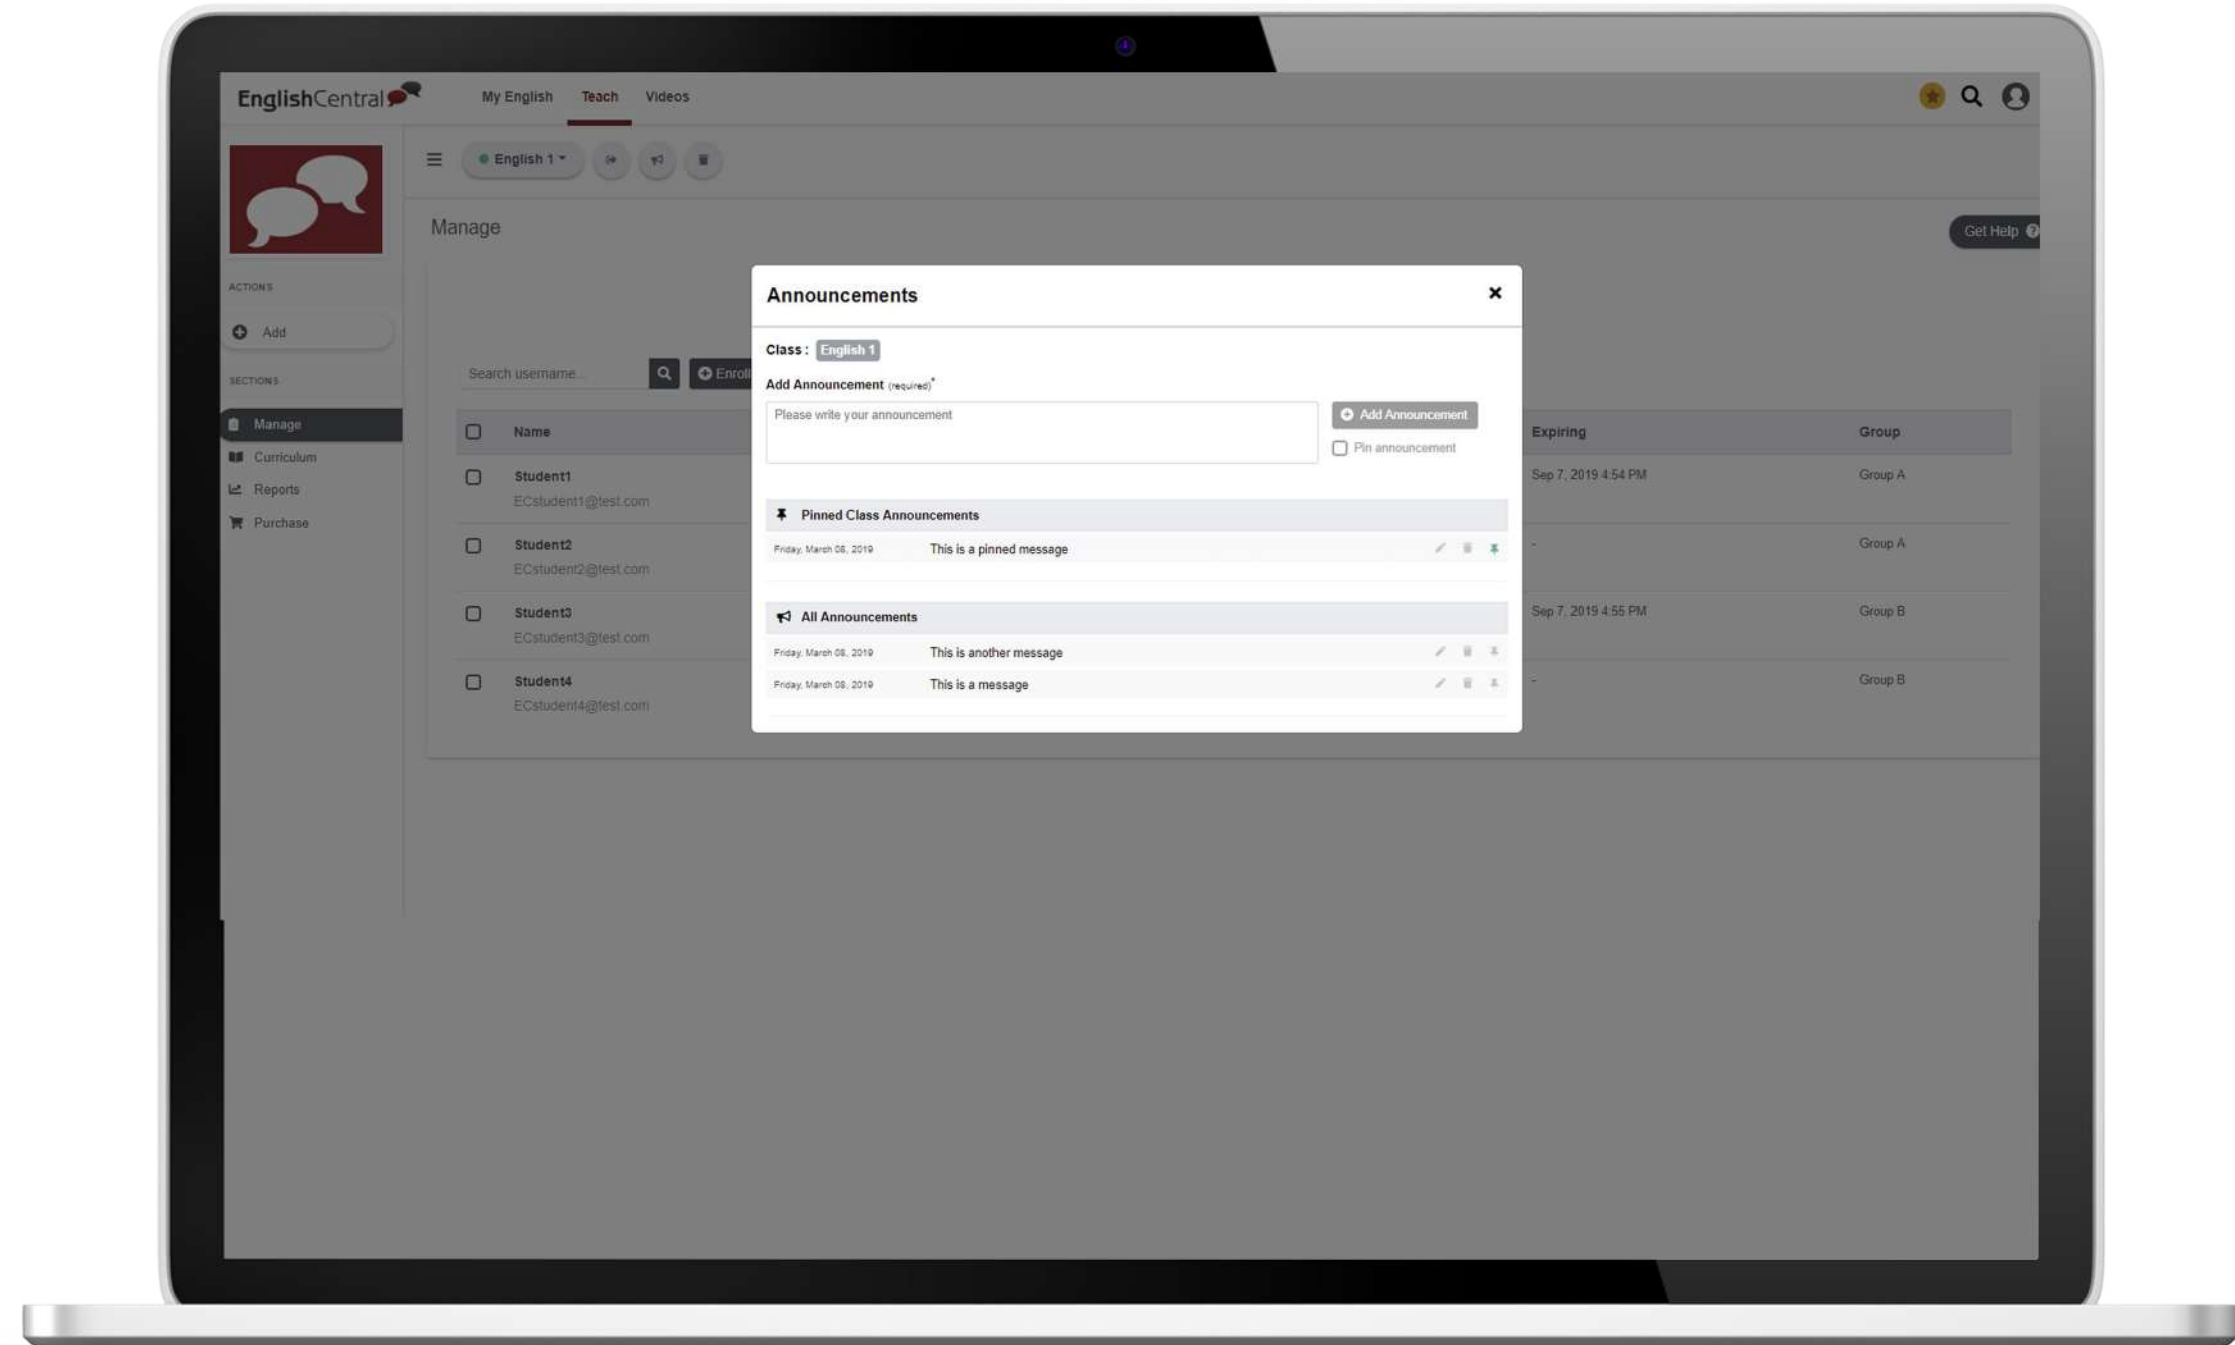 EnglishCentral
My English Teach Videos
English 1
Manage
Get Help
ACTIONS
Add
SECTIONS
Manage
Curriculum
Reports
Purchase
Search username...
Enroll
Name
Expiring
Group
Student1
ECstudent1@test.com
Sep 7, 2019 4:54 PM
Group A
Student2
ECstudent2@test.com
-
Group A
Student3
ECstudent3@test.com
Sep 7, 2019 4:55 PM
Group B
Student4
ECstudent4@test.com
-
Group B
Announcements
Class : English 1
Add Announcement (required)*
Please write your announcement
Add Announcement
Pin announcement
Pinned Class Announcements
Friday, March 08, 2019 This is a pinned message
All Announcements
Friday, March 08, 2019 This is another message
Friday, March 08, 2019 This is a message